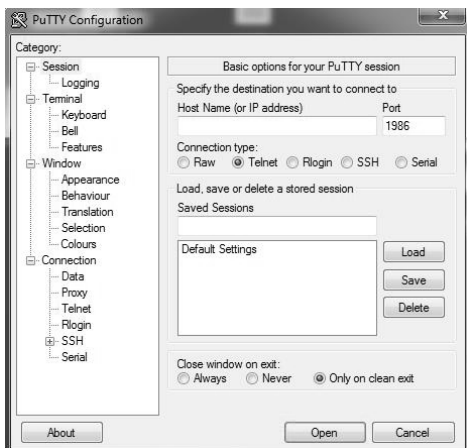 PuTTY Configuration
Category:
Session
Logging
Terminal
Keyboard
Bell
Features
Window
Appearance
Behaviour
Translation
Selection
Colours
Connection
Data
Proxy
Telnet
Rlogin
SSH
Serial
Basic options for your PuTTY session
Specify the destination you want to connect to
Host Name (or IP address) Port
1986
Connection type:
Raw Telnet Rlogin SSH Serial
Load, save or delete a stored session
Saved Sessions
Default Settings
Load
Save
Delete
Close window on exit:
Always Never Only on clean exit
About Open Cancel